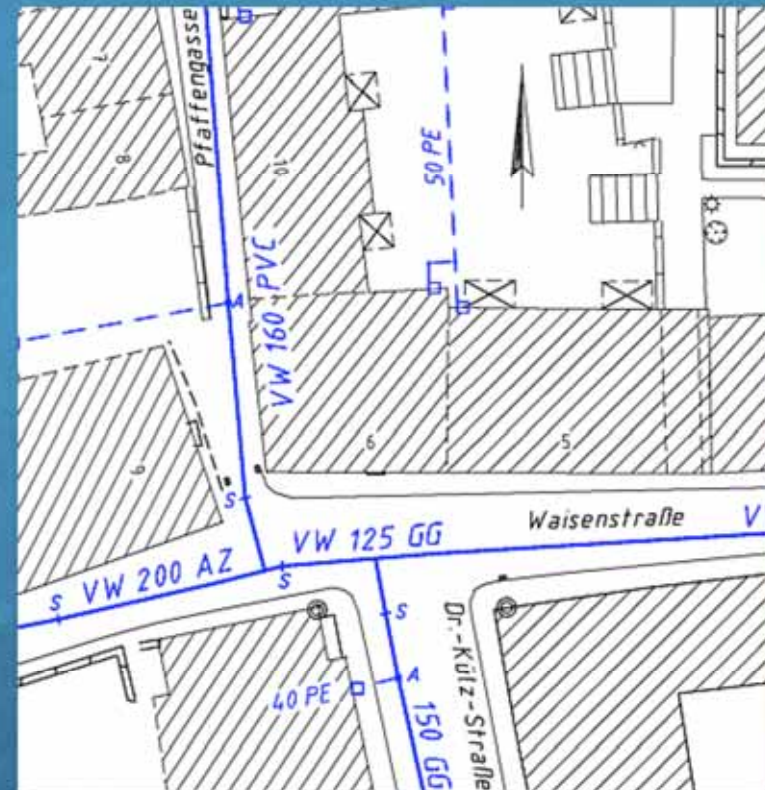 Pfaffengasse
7
8
10
50 PE
A
VW 160 PVC
9
6
5
S
Waisenstraße
V
VW 125 GG
VW 200 AZ
S
S
S
Dr.-Külz-Straße
A
40 PE
150 GG